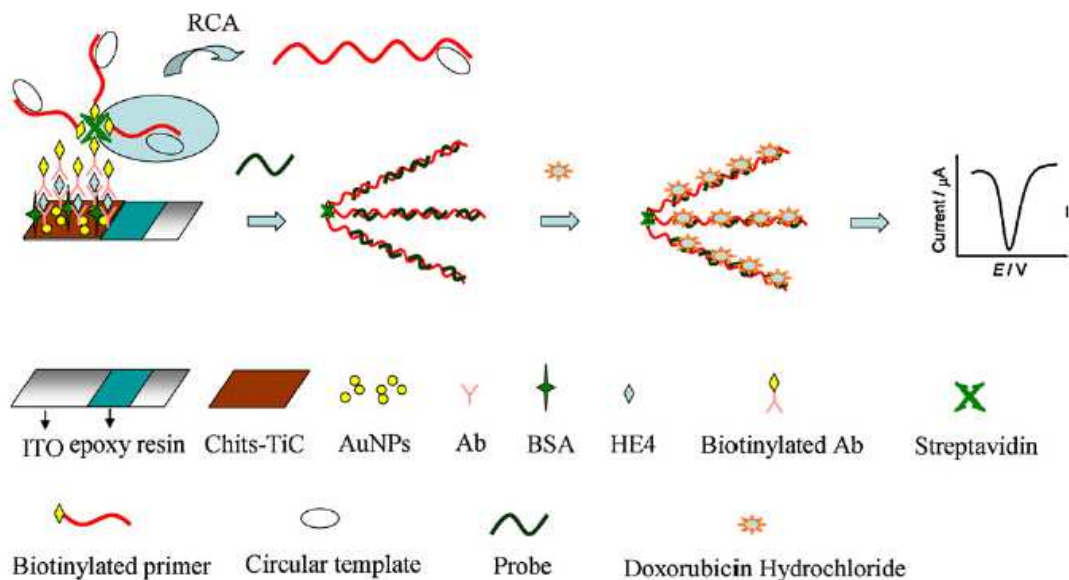 RCA
Current / µA
E / V
ITO epoxy resin
Chits-TiC
AuNPs
Ab
BSA
HE4
Biotinylated Ab
Streptavidin
Biotinylated primer
Circular template
Probe
Doxorubicin Hydrochloride